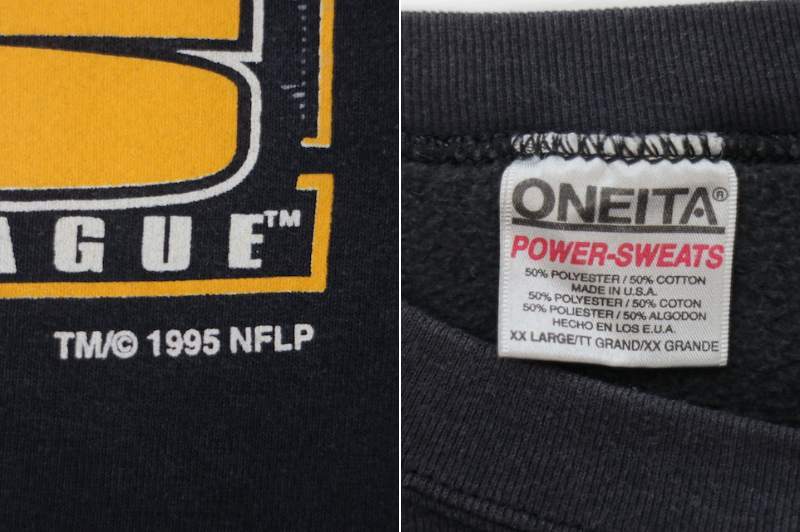 AGUE™
TM/© 1995 NFLP
ONEITA®
POWER-SWEATS
50% POLYESTER / 50% COTTON
MADE IN U.S.A.
50% POLYESTER / 50% COTON
50% POLIESTER / 50% ALGODON
HECHO EN LOS E.U.A.
XX LARGE/TT GRAND/XX GRANDE